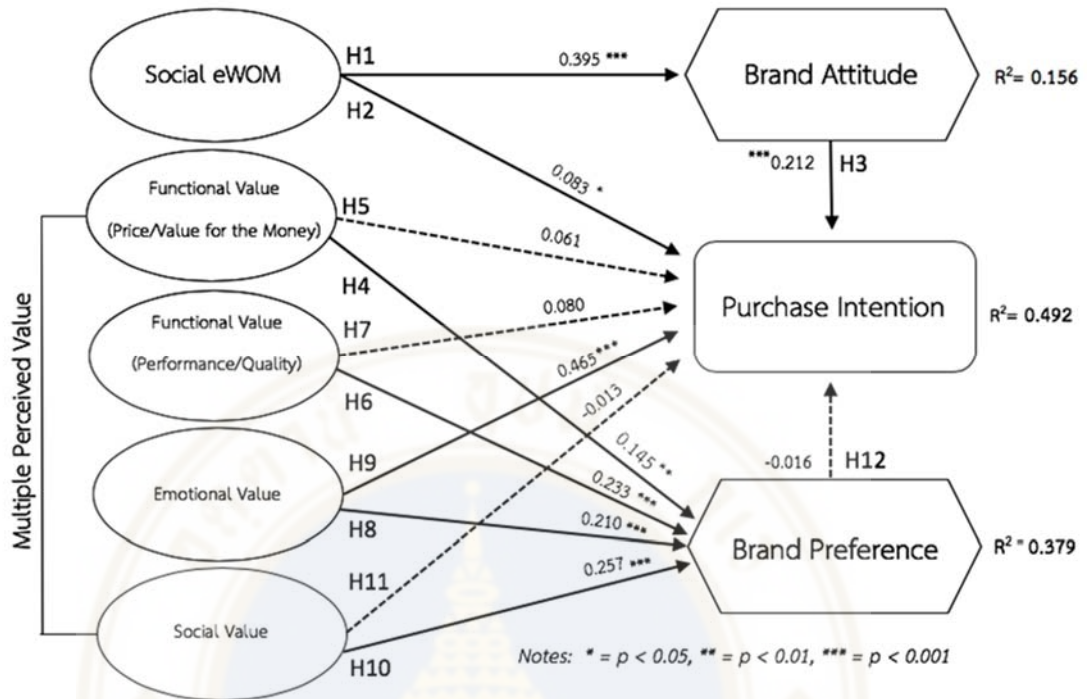 Social eWOM
H1
H2
0.395 ***
Brand Attitude
R²= 0.156
0.083 *
***0.212
H3
Multiple Perceived Value
Functional Value
(Price/Value for the Money)
H5
H4
0.061
Functional Value
(Performance/Quality)
H7
H6
0.080
Purchase Intention
R²= 0.492
0.465 ***
-0.013
0.145 **
0.233 ***
Emotional Value
H9
H8
0.210 ***
-0.016
H12
Brand Preference
R² = 0.379
0.257 ***
Social Value
H11
H10
Notes: * = p < 0.05, ** = p < 0.01, *** = p < 0.001